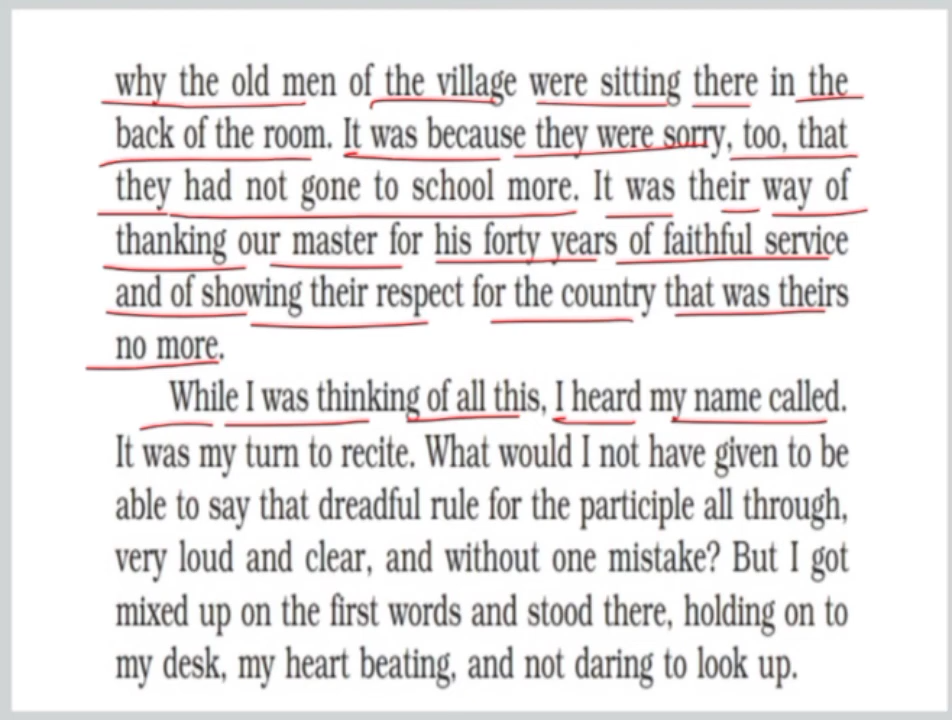 why the old men of the village were sitting there in the
back of the room. It was because they were sorry, too, that
they had not gone to school more. It was their way of
thanking our master for his forty years of faithful service
and of showing their respect for the country that was theirs
no more.
While I was thinking of all this, I heard my name called.
It was my turn to recite. What would I not have given to be
able to say that dreadful rule for the participle all through,
very loud and clear, and without one mistake? But I got
mixed up on the first words and stood there, holding on to
my desk, my heart beating, and not daring to look up.